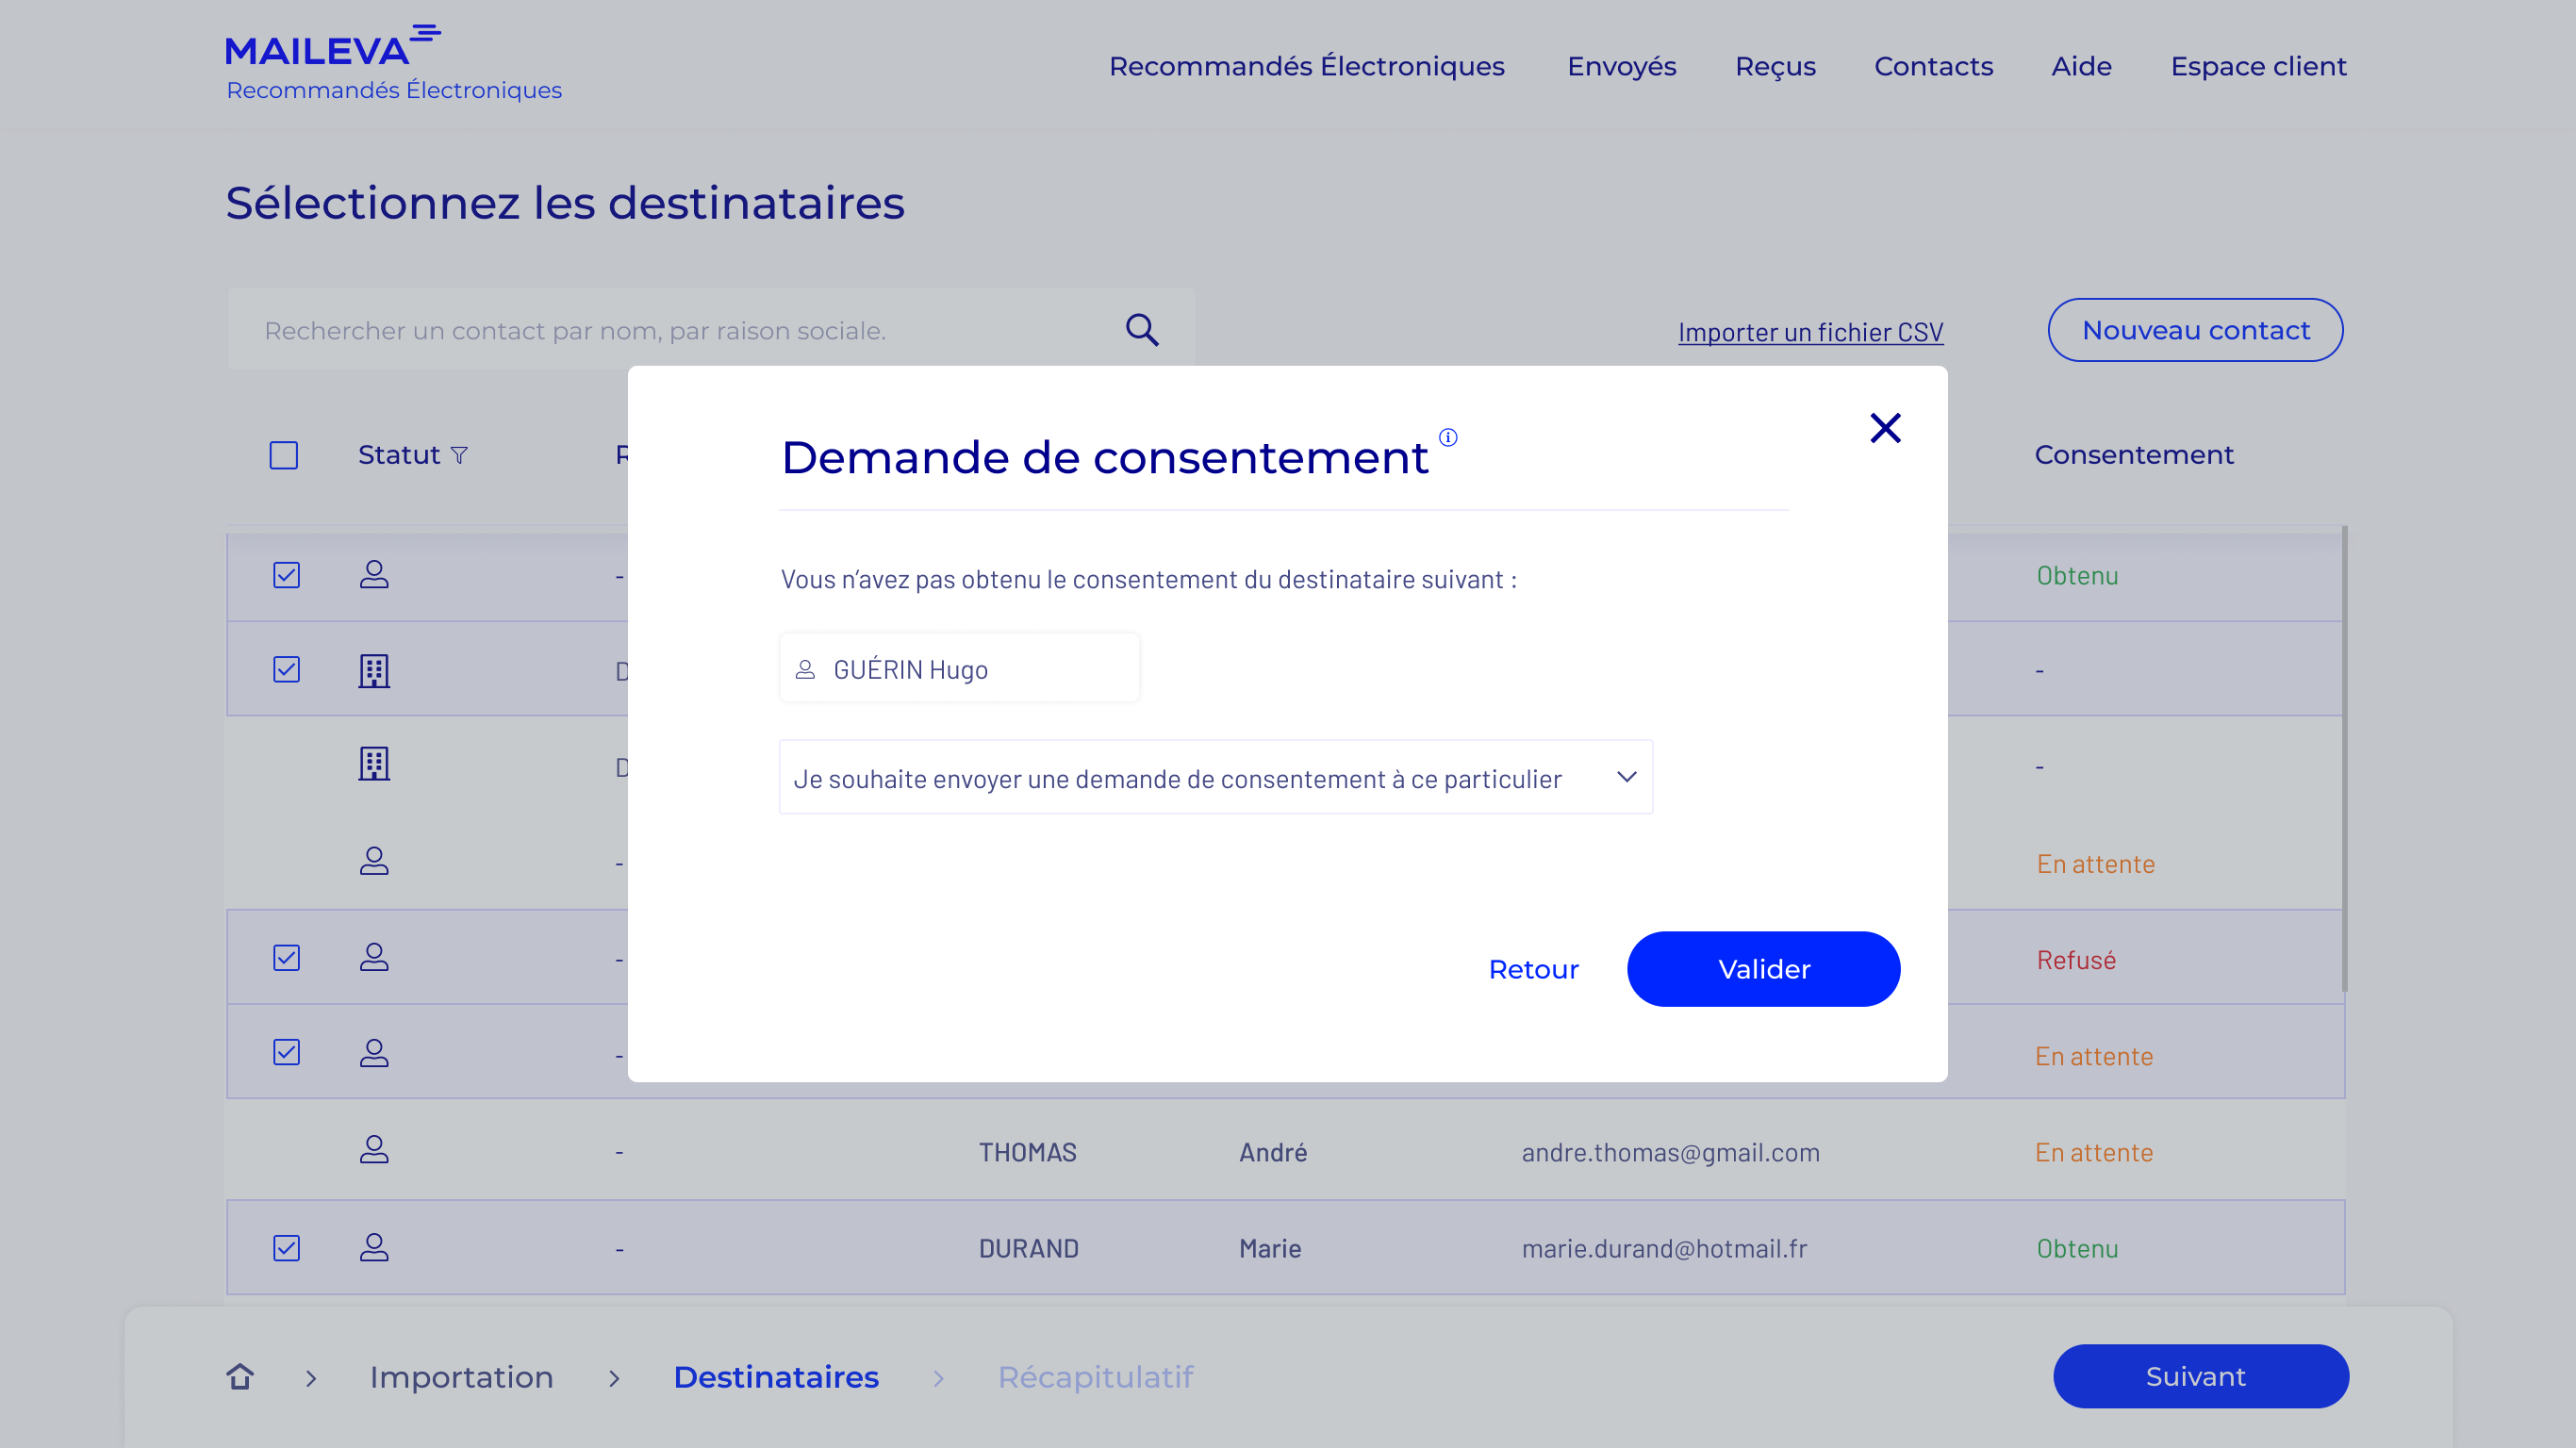 MAILEVA
Recommandés Électroniques
Recommandés Électroniques Envoyés Reçus Contacts Aide Espace client
Sélectionnez les destinataires
Rechercher un contact par nom, par raison sociale.
Importer un fichier CSV
Nouveau contact
Statut
Consentement
Demande de consentement
Vous n’avez pas obtenu le consentement du destinataire suivant :
GUÉRIN Hugo
Je souhaite envoyer une demande de consentement à ce particulier
Retour
Valider
- Obtenu
-
-
- En attente
- Refusé
- En attente
- THOMAS André andre.thomas@gmail.com En attente
- DURAND Marie marie.durand@hotmail.fr Obtenu
Importation > Destinataires > Récapitulatif
Suivant